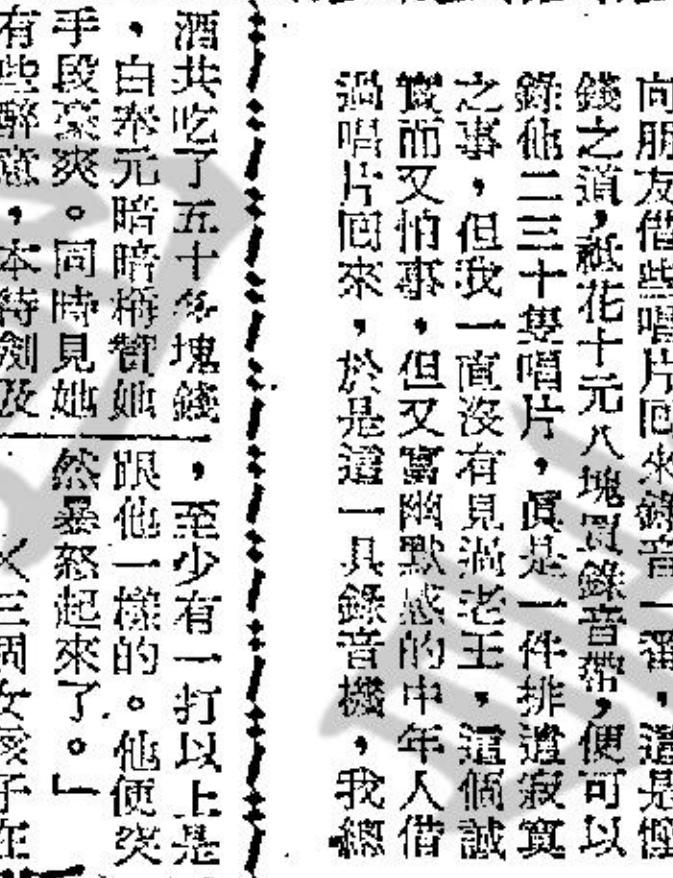 向朋友借些唱片回來錄音一番，這是慳
錢之道，祗花十元八塊買錄音帶，便可以
錄他二三十隻唱片，眞是一件排遣寂寞
之事，但我一直沒有見過老王，這個誠
實而又怕事，但又富幽默感的中年人借
過唱片回來，於是這一具錄音機，我總
酒共吃了五十多塊錢
，白泰元暗暗稱讚她
手段豪爽。同時見她
有些醉意，本待劍及
，至少有一打以上是
跟他一樣的。他便突
然暴怒起來了。」
三個女孩子在